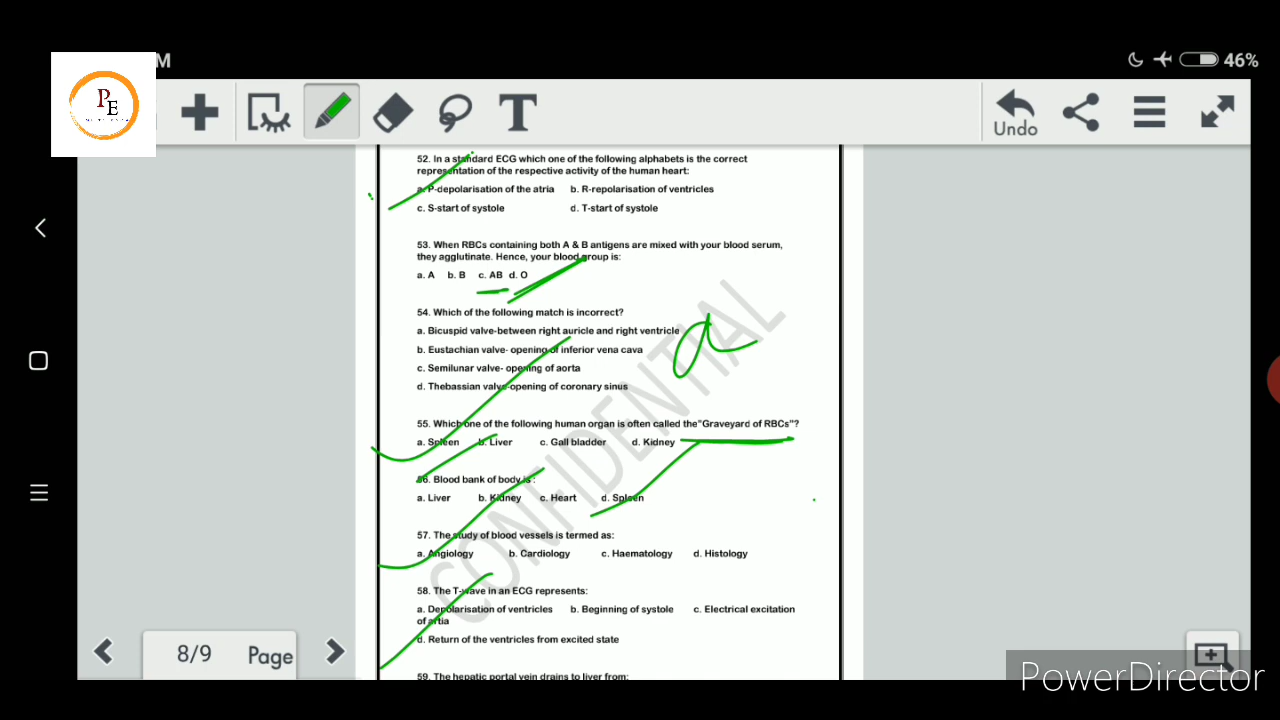 M
46%
P
E
T
Undo
52. In a standard ECG which one of the following alphabets is the correct
representation of the respective activity of the human heart:
a. P-depolarisation of the atria b. R-repolarisation of ventricles
c. S-start of systole d. T-start of systole
53. When RBCs containing both A & B antigens are mixed with your blood serum,
they agglutinate. Hence, your blood group is:
a. A b. B c. AB d. O
54. Which of the following match is incorrect?
a. Bicuspid valve-between right auricle and right ventricle
b. Eustachian valve- opening of inferior vena cava
c. Semilunar valve- opening of aorta
d. Thebassian valve-opening of coronary sinus
a
55. Which one of the following human organ is often called the"Graveyard of RBCs"?
a. Spleen b. Liver c. Gall bladder d. Kidney
56. Blood bank of body is :
a. Liver b. Kidney c. Heart d. Spleen
57. The study of blood vessels is termed as:
a. Angiology b. Cardiology c. Haematology d. Histology
58. The T-wave in an ECG represents:
a. Depolarisation of ventricles b. Beginning of systole c. Electrical excitation
of artia
d. Return of the ventricles from excited state
59. The hepatic portal vein drains to liver from:
CONFIDENTIAL
8/9 Page
PowerDirector